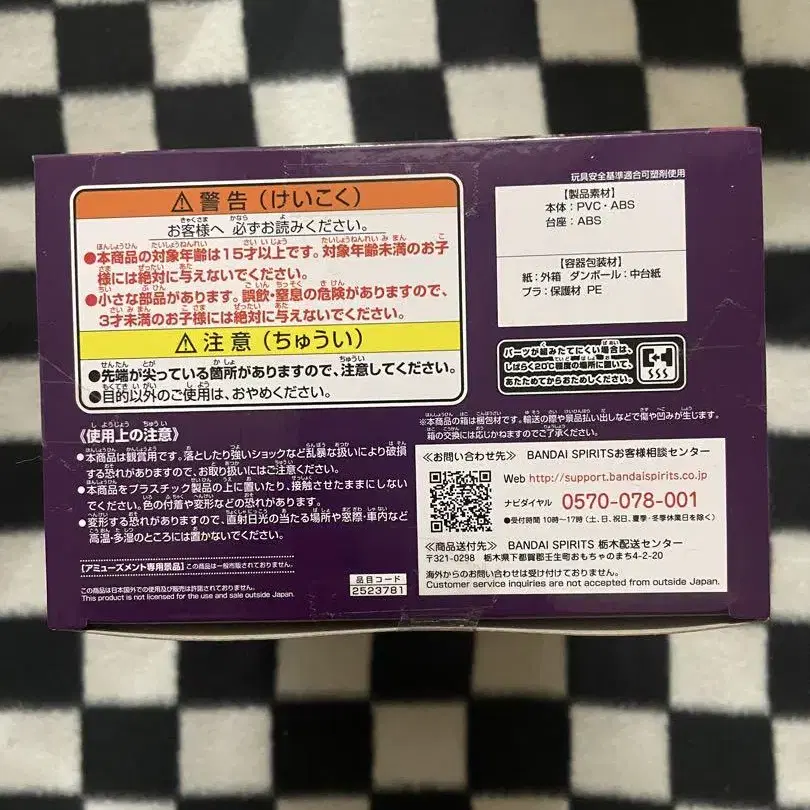 玩具安全基準適合可塑剤使用
⚠警告（けいこく）
お客様へ 必ずお読みください。
●本商品の対象年齢は15才以上です。対象年齢未満のお子
様には絶対に与えないでください。
●小さな部品があります。誤飲・窒息の危険がありますので、
3才未満のお子様には絶対に与えないでください。
⚠注意（ちゅうい）
●先端が尖っている箇所がありますので、注意してください。
●目的以外のご使用は、おやめください。
《使用上の注意》
●本商品は観賞用です。落としたり強いショックなど乱暴な扱いにより破損
する恐れがありますので、お取り扱いにはご注意ください。
●本商品をプラスチック製品の上に置いたり、接触させたままにしない
でください。色の付着や変形などの恐れがあります。
●変形する恐れがありますので、直射日光の当たる場所や窓際・車内など
高温・多湿のところには置かないでください。
【アミューズメント専用景品】この商品は一般市販されておりません。
この商品は日本国外での使用及び販売は許諾されておりません。
This product is not licensed for the use and sale outside Japan.
品目コード
2523781
【製品素材】
本体：PVC・ABS
台座：ABS
【容器包装材】
紙：外箱 ダンボール：中台紙
プラ：保護材 PE
パーツが組みたてにくい場合は、
しばらく20℃程度の場所に置いて、
あたためてからおためしください。
※本商品の箱は梱包材です。輸送の際や景品払い出しなどで傷や凹みが生じます。
箱の交換には応じかねますのでご了承ください。
≪お問い合わせ先≫ BANDAI SPIRITSお客様相談センター
Web http://support.bandaispirits.co.jp
ナビダイヤル 0570-078-001
●受付時間 10時〜17時（土、日、祝日、夏季・冬季休業日を除く）
≪商品送付先≫ BANDAI SPIRITS 栃木配送センター
〒321-0298 栃木県下都賀郡壬生町おもちゃのまち4-2-20
海外からのお問い合わせは受け付けておりません。
Customer service inquiries are not accepted from outside Japan.